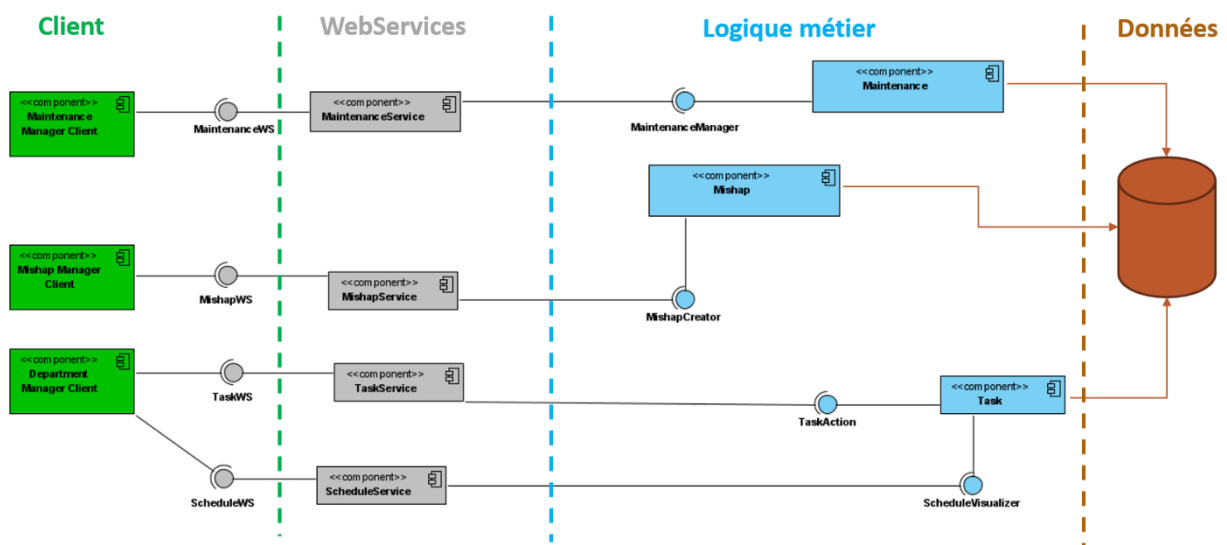 Client
WebServices
Logique métier
Données
<<component>>
Maintenance
Manager Client
MaintenanceWS
<<component>>
MaintenanceService
MaintenanceManager
<<component>>
Maintenance
<<component>>
Mishap
<<component>>
Mishap Manager
Client
MishapWS
<<component>>
MishapService
MishapCreator
<<component>>
Department
Manager Client
TaskWS
<<component>>
TaskService
TaskAction
<<component>>
Task
ScheduleWS
<<component>>
ScheduleService
ScheduleVisualizer